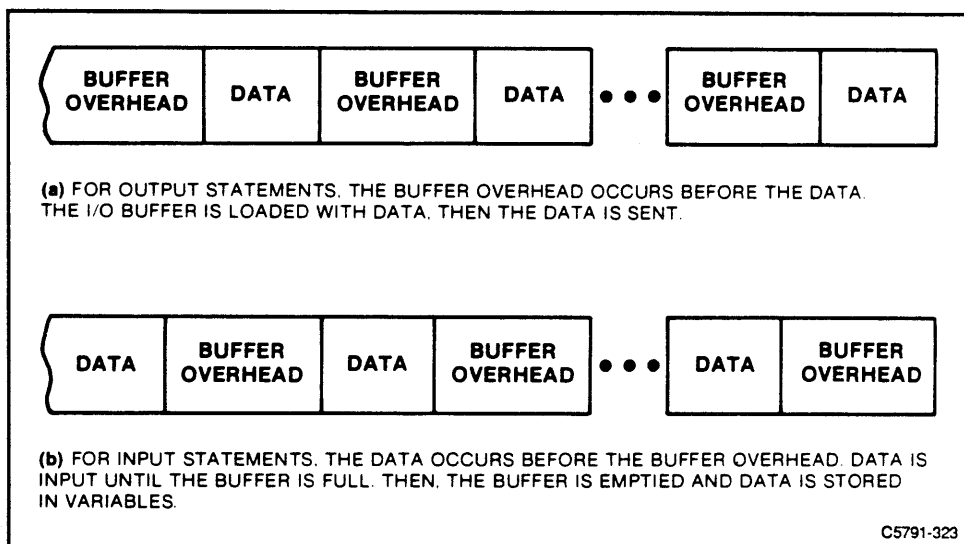 BUFFER OVERHEAD
DATA
BUFFER OVERHEAD
DATA
● ● ●
BUFFER OVERHEAD
DATA
(a) FOR OUTPUT STATEMENTS. THE BUFFER OVERHEAD OCCURS BEFORE THE DATA.
THE I/O BUFFER IS LOADED WITH DATA, THEN THE DATA IS SENT.
DATA
BUFFER OVERHEAD
DATA
BUFFER OVERHEAD
● ● ●
DATA
BUFFER OVERHEAD
(b) FOR INPUT STATEMENTS. THE DATA OCCURS BEFORE THE BUFFER OVERHEAD. DATA IS
INPUT UNTIL THE BUFFER IS FULL. THEN, THE BUFFER IS EMPTIED AND DATA IS STORED
IN VARIABLES.
C5791-323